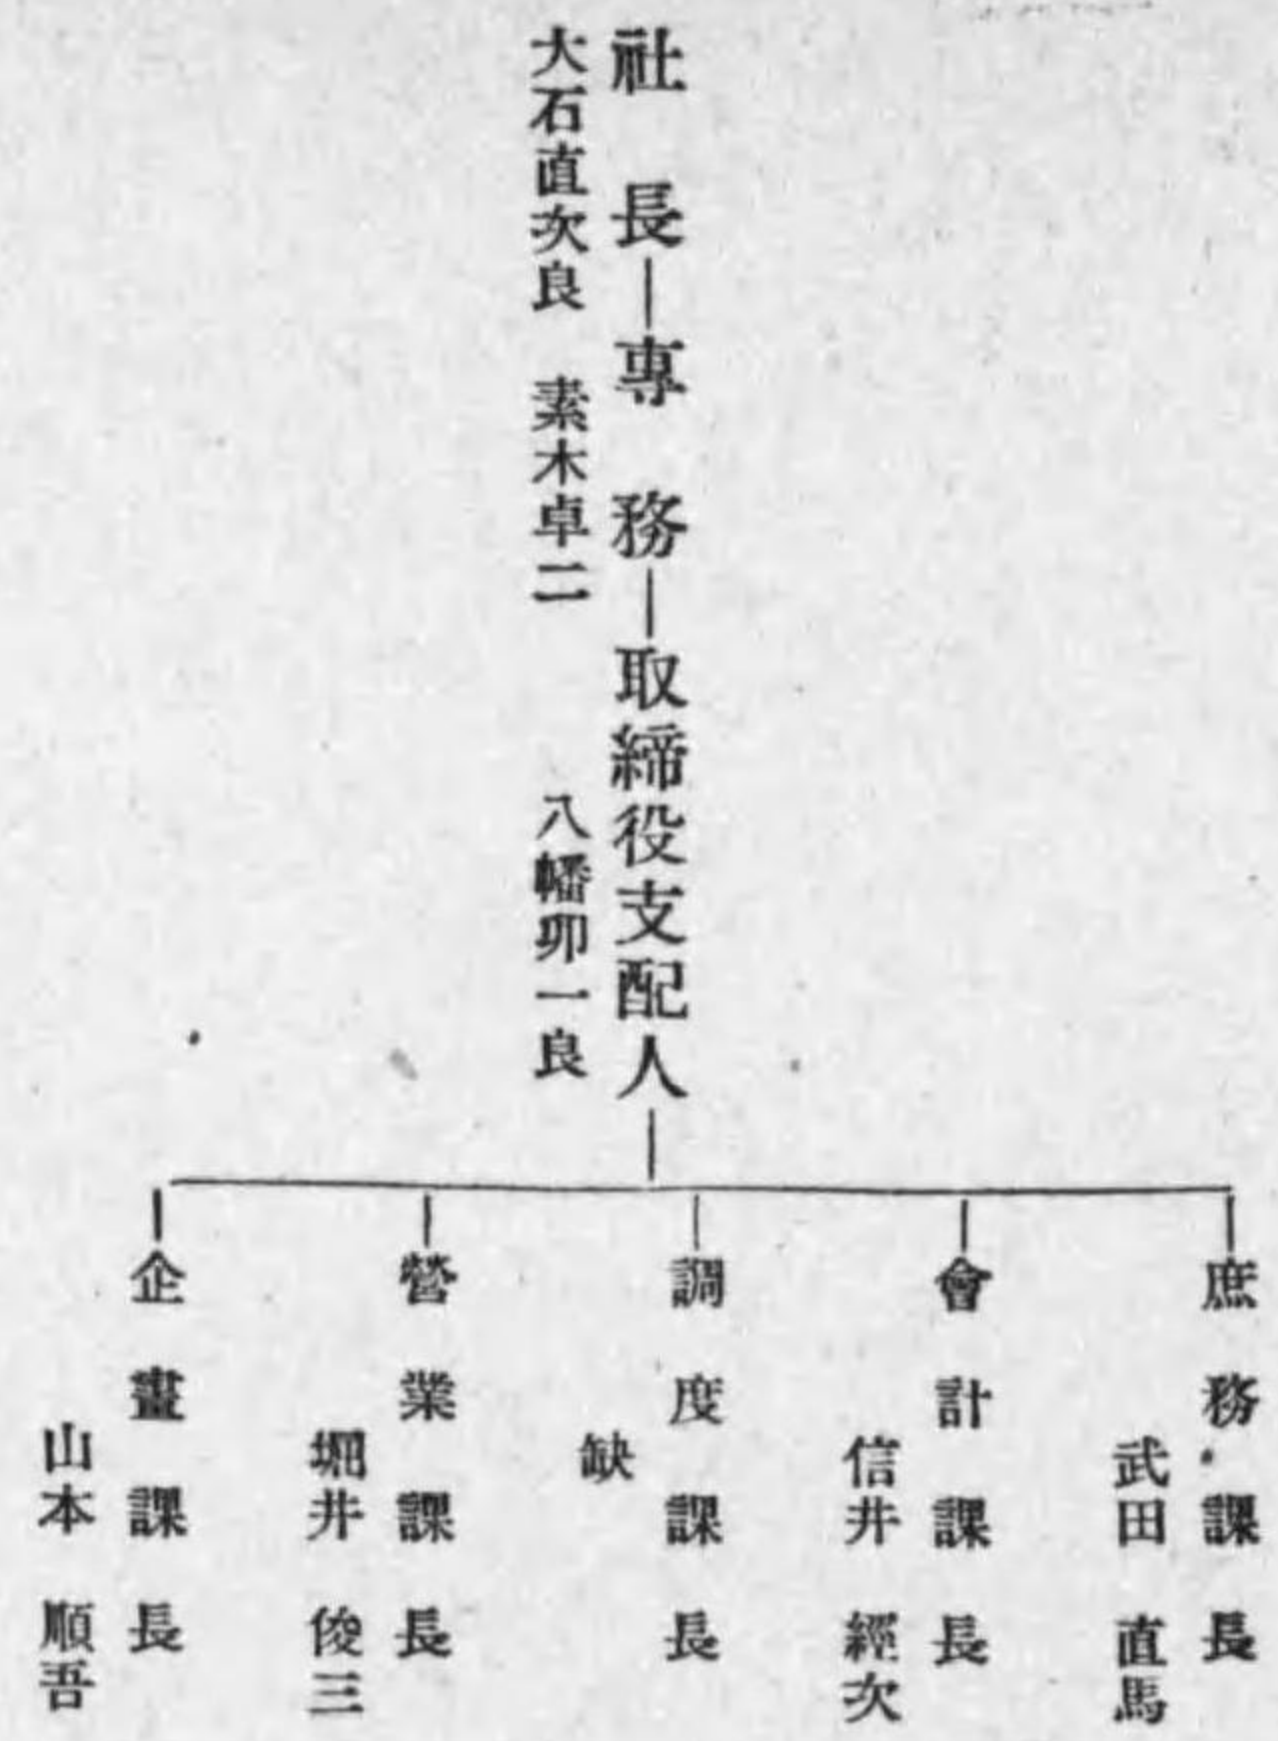 社長―專務―取締役支配人―
大石直次良 素木卓二 八幡卯一良
庶務課長
武田 直馬
會計課長
信井 經次
調度課長
缺
營業課長
堀井 俊三
企畫課長
山本 順吾